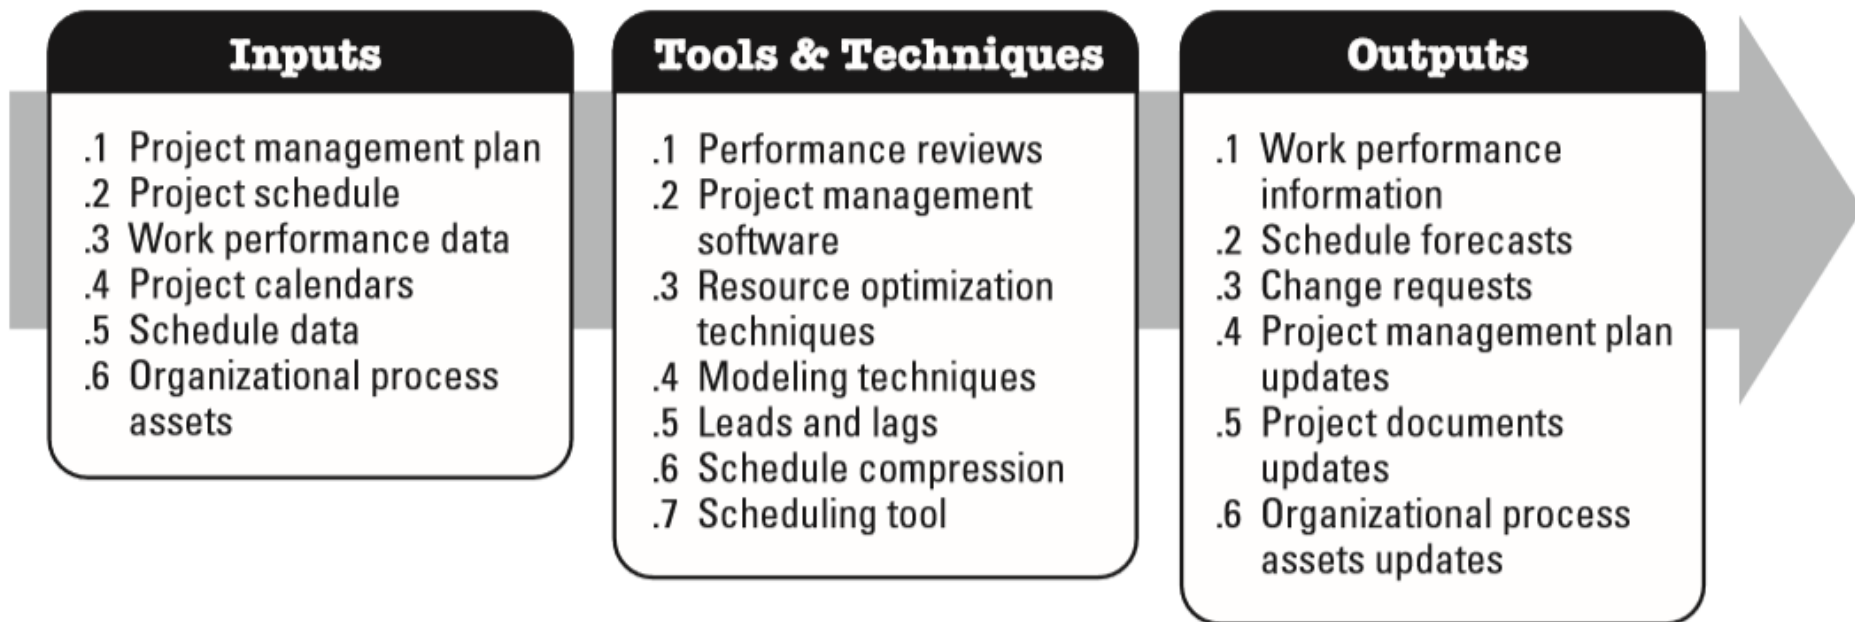 Inputs
.1 Project management plan
.2 Project schedule
.3 Work performance data
.4 Project calendars
.5 Schedule data
.6 Organizational process
assets
Tools & Techniques
.1 Performance reviews
.2 Project management
software
.3 Resource optimization
techniques
.4 Modeling techniques
.5 Leads and lags
.6 Schedule compression
.7 Scheduling tool
Outputs
.1 Work performance
information
.2 Schedule forecasts
.3 Change requests
.4 Project management plan
updates
.5 Project documents
updates
.6 Organizational process
assets updates